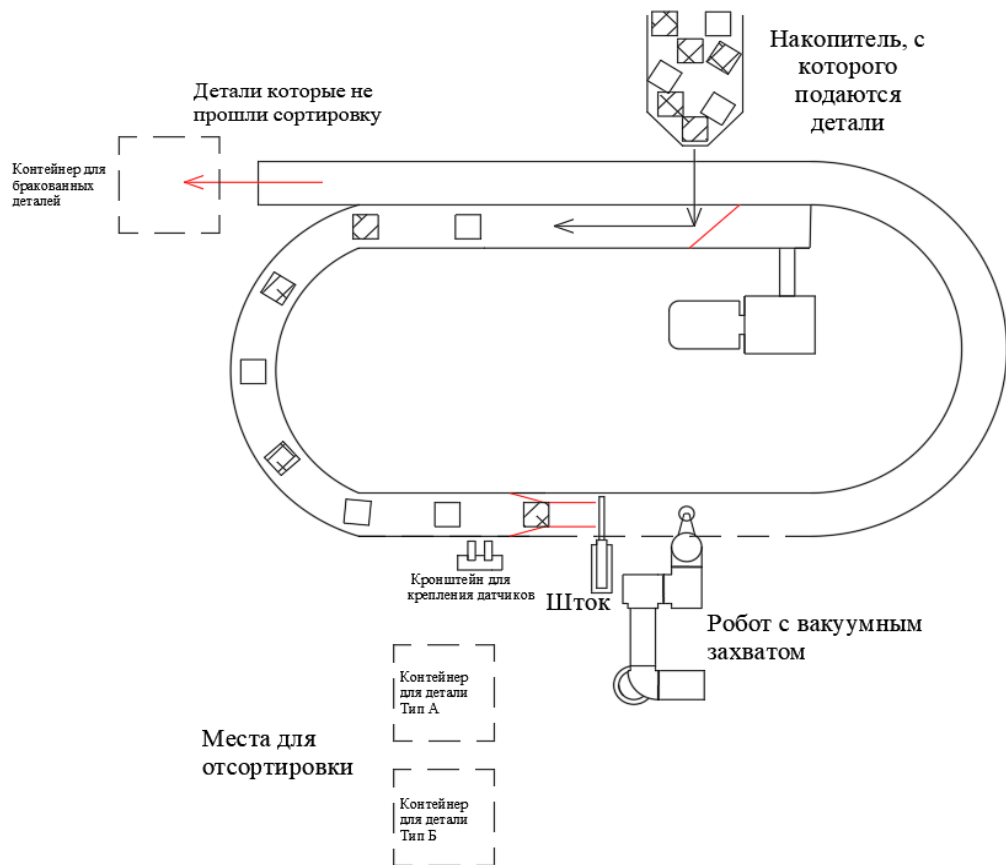 Накопитель, с
которого
подаются
детали
Детали которые не
прошли сортировку
Контейнер для
бракованных
деталей
Кронштейн для
крепления датчиков
Шток
Робот с вакуумным
захватом
Контейнер
для детали
Тип А
Места для
отсортировки
Контейнер
для детали
Тип Б